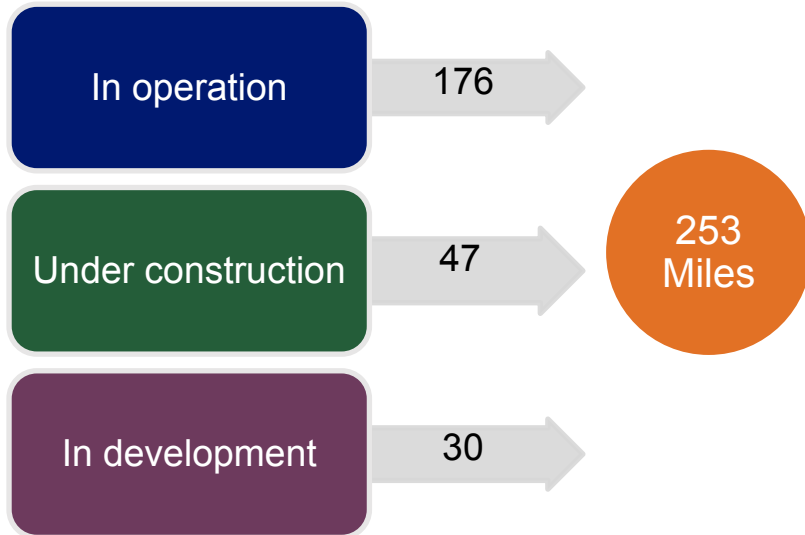 In operation
176
Under construction
47
253
Miles
In development
30